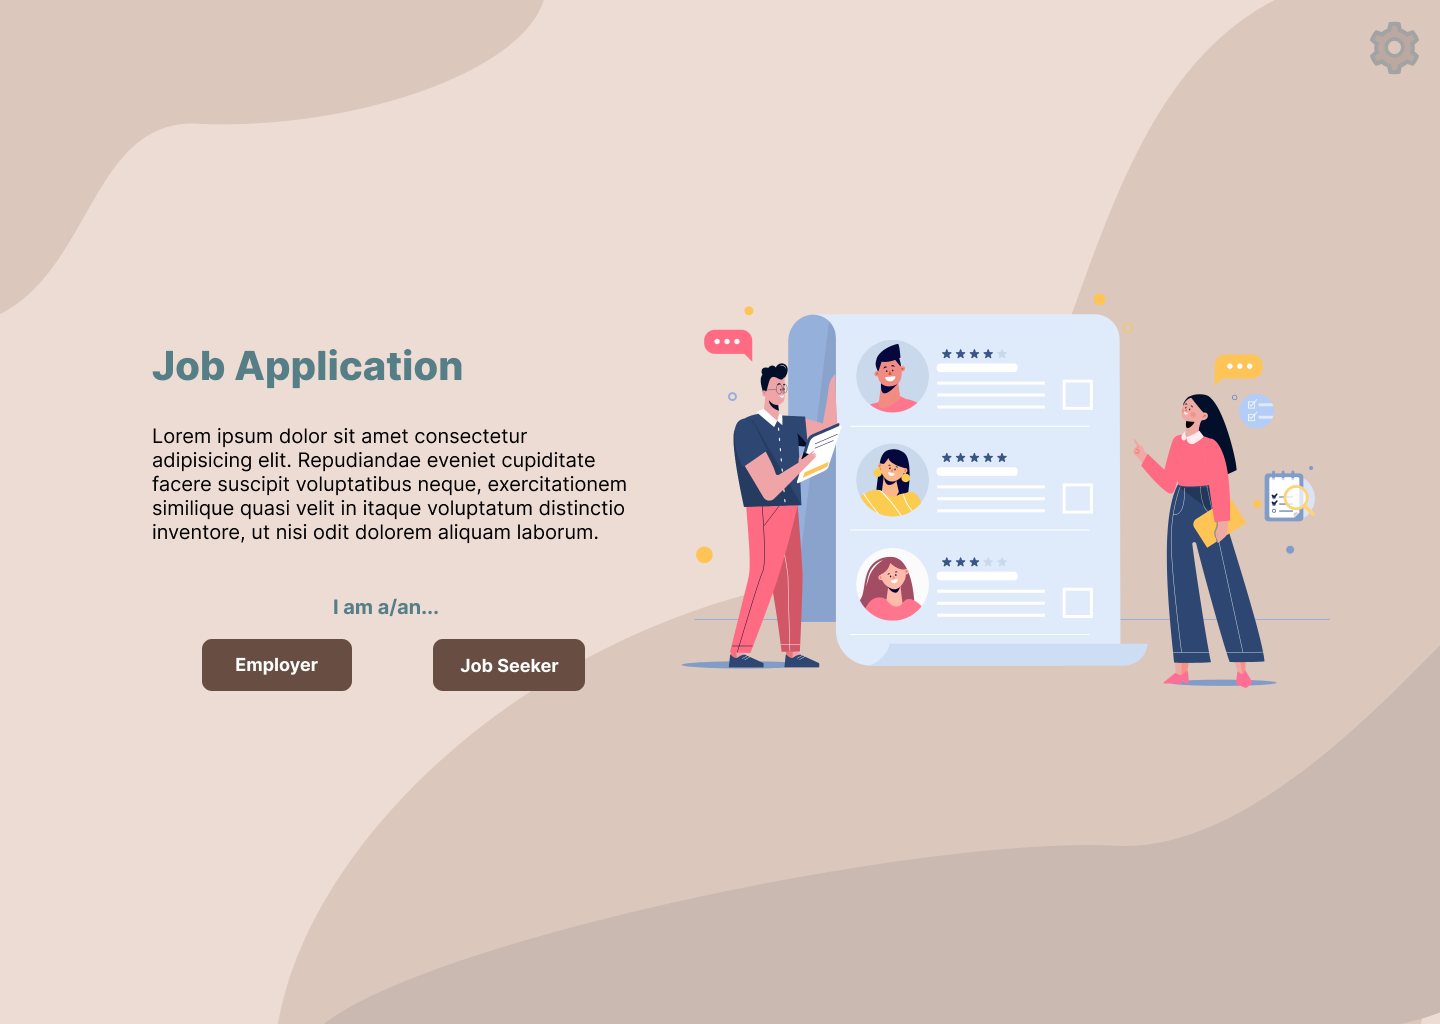 Job Application
Lorem ipsum dolor sit amet consectetur
adipisicing elit. Repudiandae eveniet cupiditate
facere suscipit voluptatibus neque, exercitationem
similique quasi velit in itaque voluptatum distinctio
inventore, ut nisi odit dolorem aliquam laborum.
I am a/an...
Employer
Job Seeker